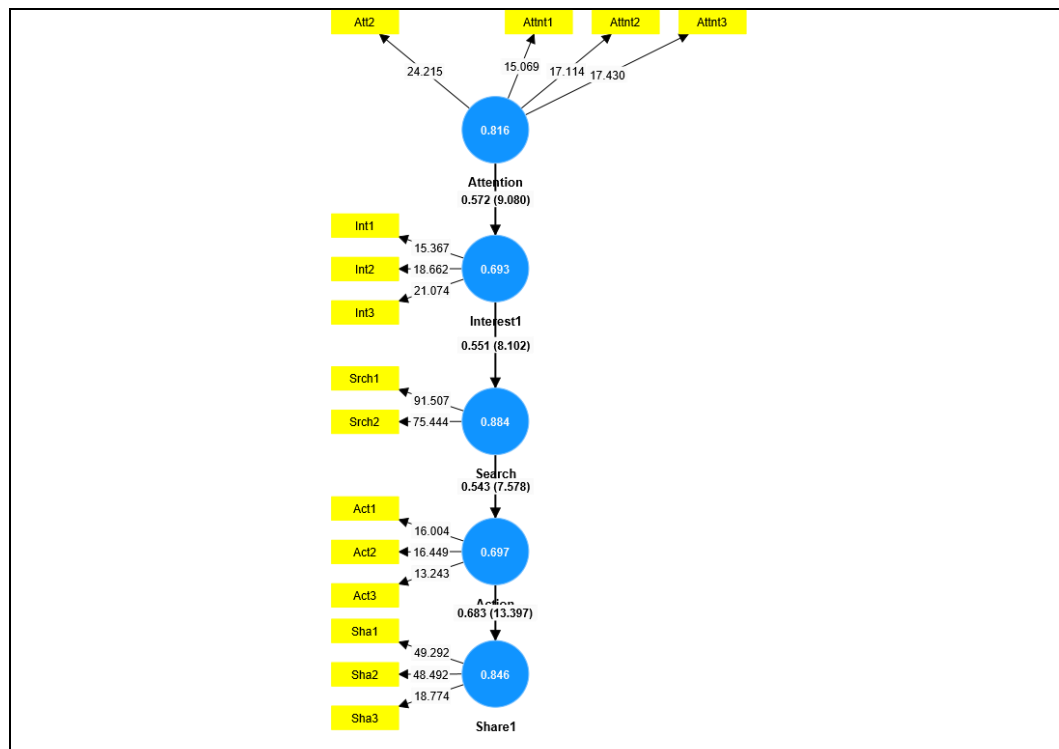 Att2 Attnt1 Attnt2 Attnt3
24.215 15.069 17.114 17.430
0.816
Attention
0.572 (9.080)
Int1
15.367
Int2 18.662 0.693
Int3 21.074
Interest1
0.551 (8.102)
Srch1
91.507
Srch2 75.444 0.884
Search
0.543 (7.578)
Act1
16.004
Act2 16.449 0.697
13.243
Act3
Action
0.683 (13.397)
Sha1
49.292
Sha2 48.492 0.846
18.774
Sha3
Share1